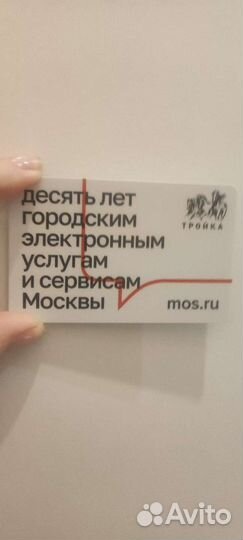 десять лет
городским
электронным
услугам
и сервисам
Москвы
ТРОЙКА
mos.ru
Avito